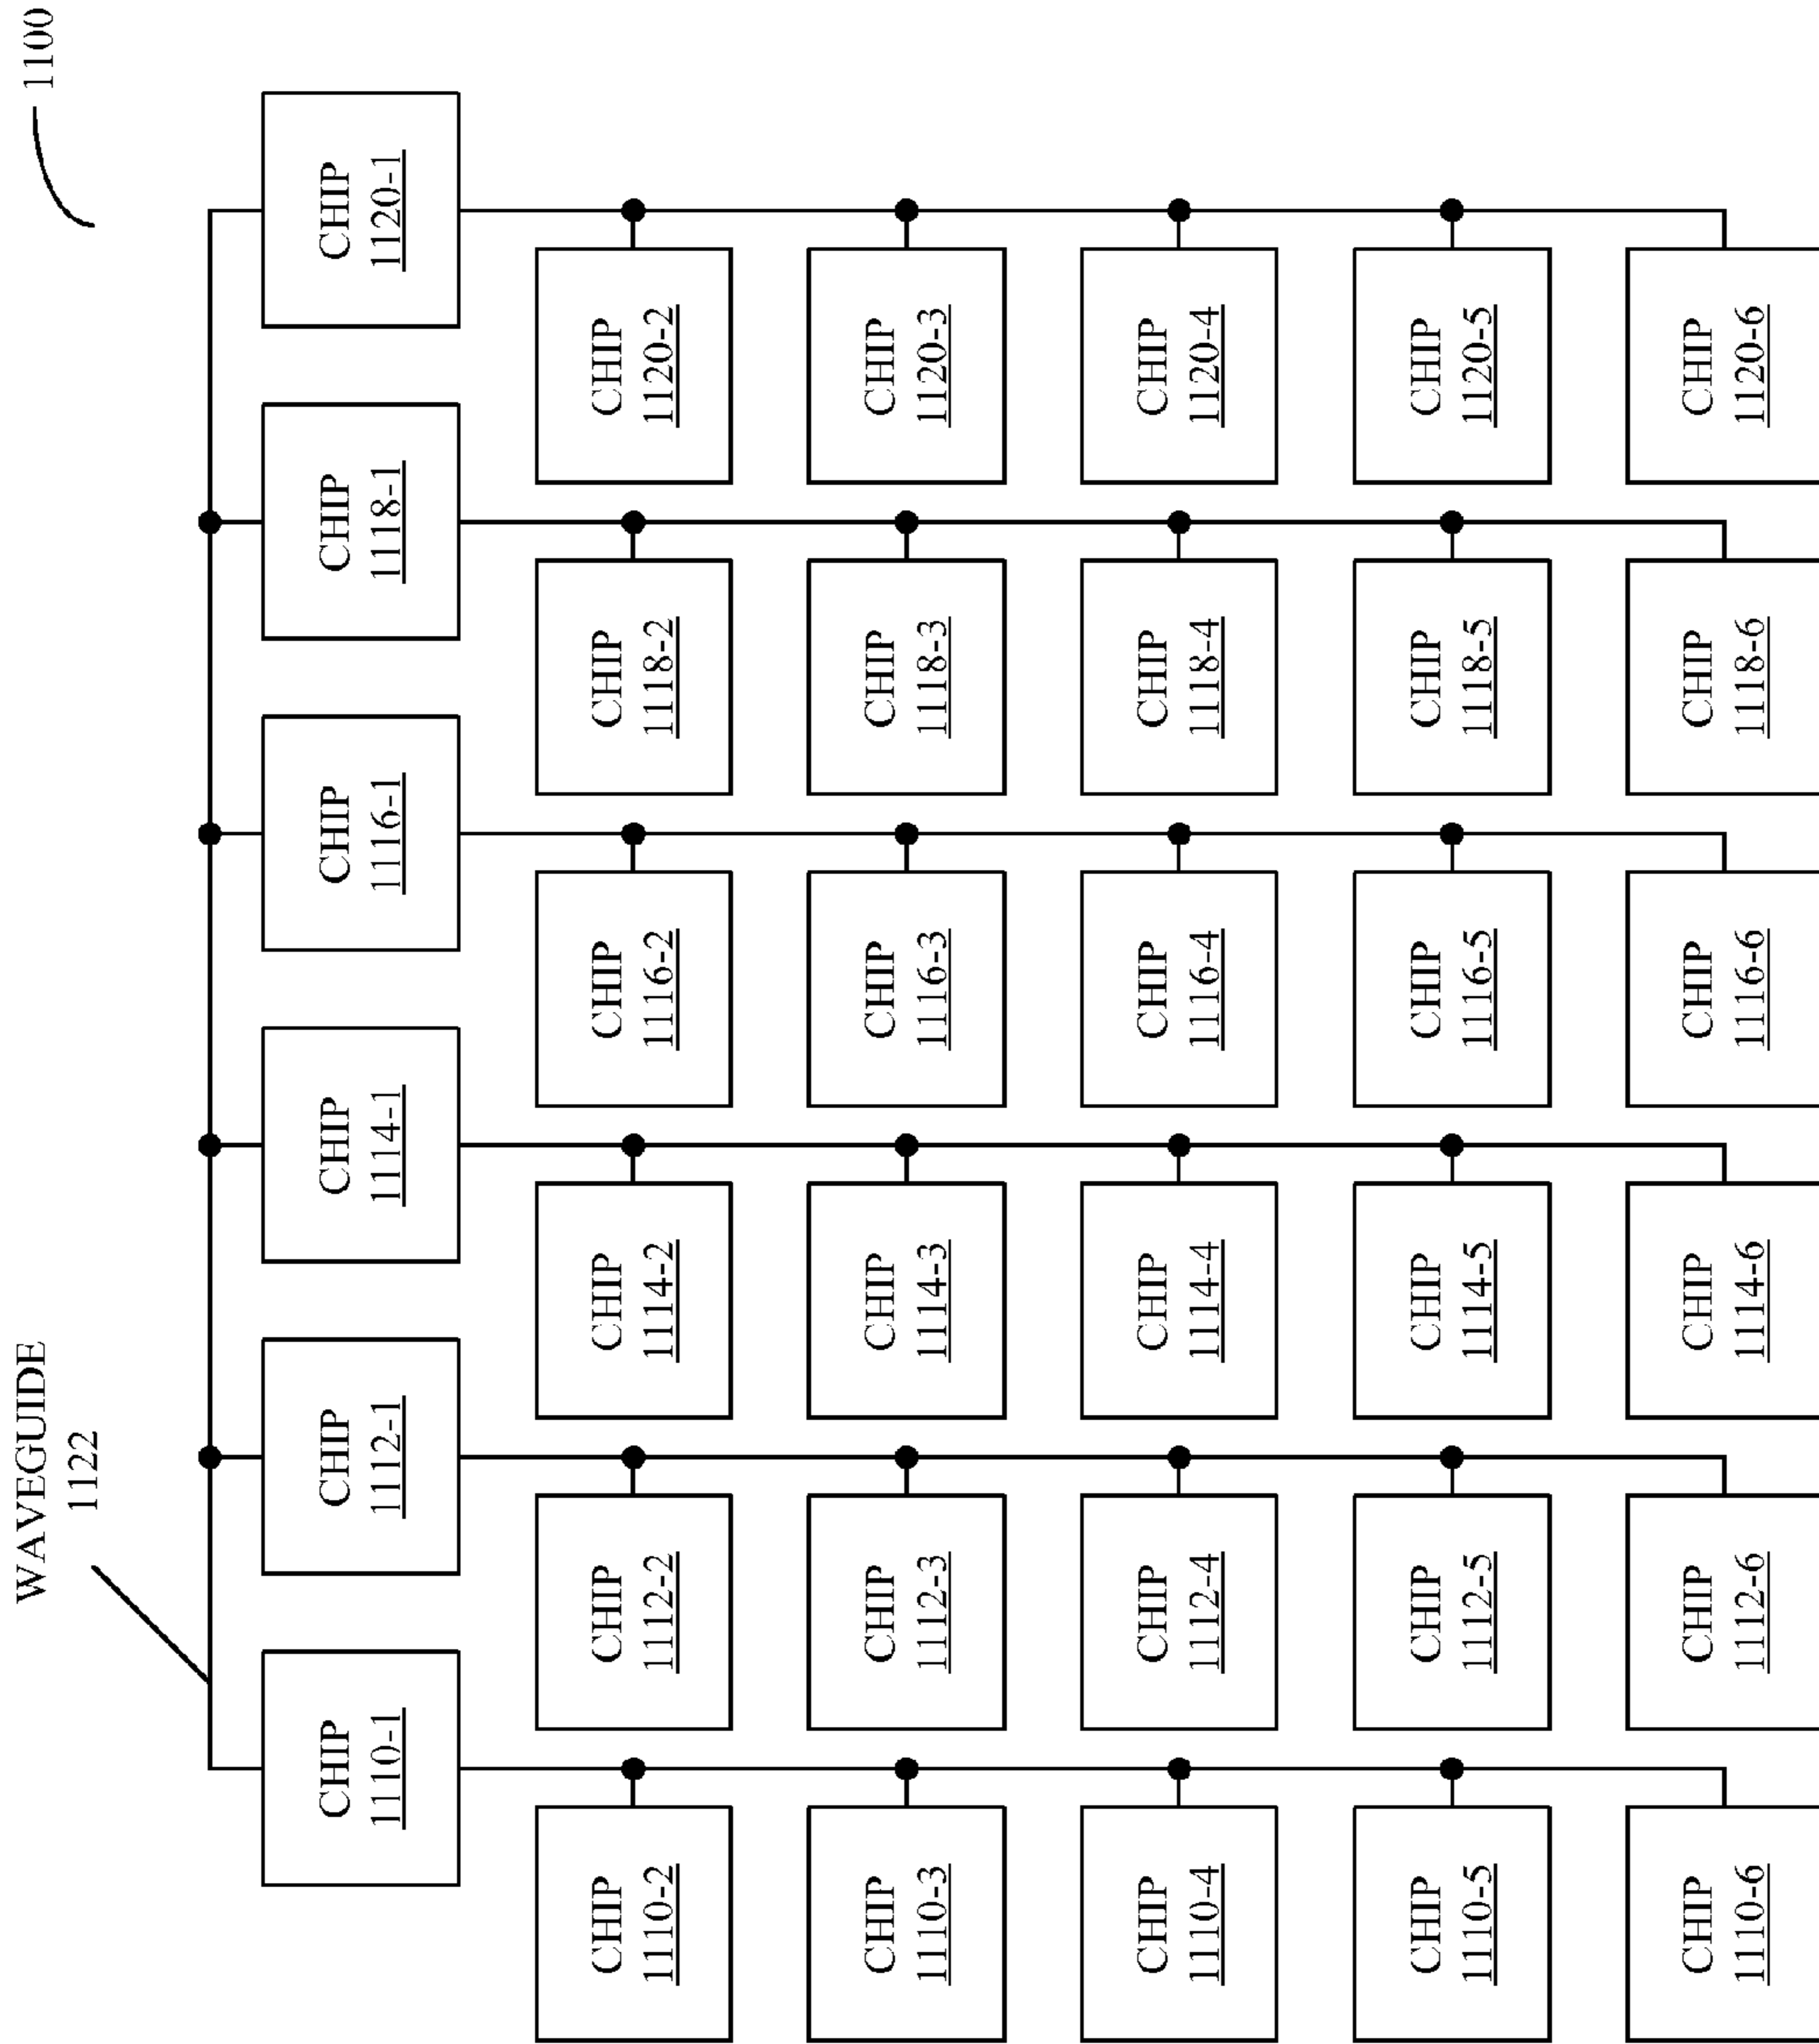 WAVEGUIDE
1122
1100
CHIP
1110-1
CHIP
1112-1
CHIP
1114-1
CHIP
1116-1
CHIP
1118-1
CHIP
1120-1
CHIP
1110-2
CHIP
1112-2
CHIP
1114-2
CHIP
1116-2
CHIP
1118-2
CHIP
1120-2
CHIP
1110-3
CHIP
1112-3
CHIP
1114-3
CHIP
1116-3
CHIP
1118-3
CHIP
1120-3
CHIP
1110-4
CHIP
1112-4
CHIP
1114-4
CHIP
1116-4
CHIP
1118-4
CHIP
1120-4
CHIP
1110-5
CHIP
1112-5
CHIP
1114-5
CHIP
1116-5
CHIP
1118-5
CHIP
1120-5
CHIP
1110-6
CHIP
1112-6
CHIP
1114-6
CHIP
1116-6
CHIP
1118-6
CHIP
1120-6